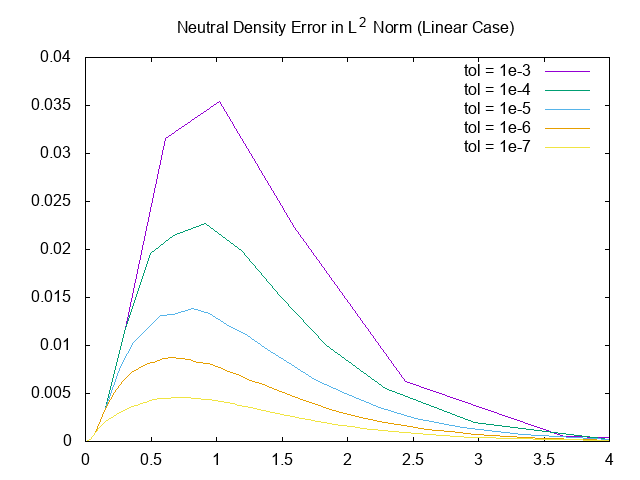 Neutral Density Error in L² Norm (Linear Case)
0.04
0.035
0.03
0.025
0.02
0.015
0.01
0.005
0
0 0.5 1 1.5 2 2.5 3 3.5 4
tol = 1e-3
tol = 1e-4
tol = 1e-5
tol = 1e-6
tol = 1e-7